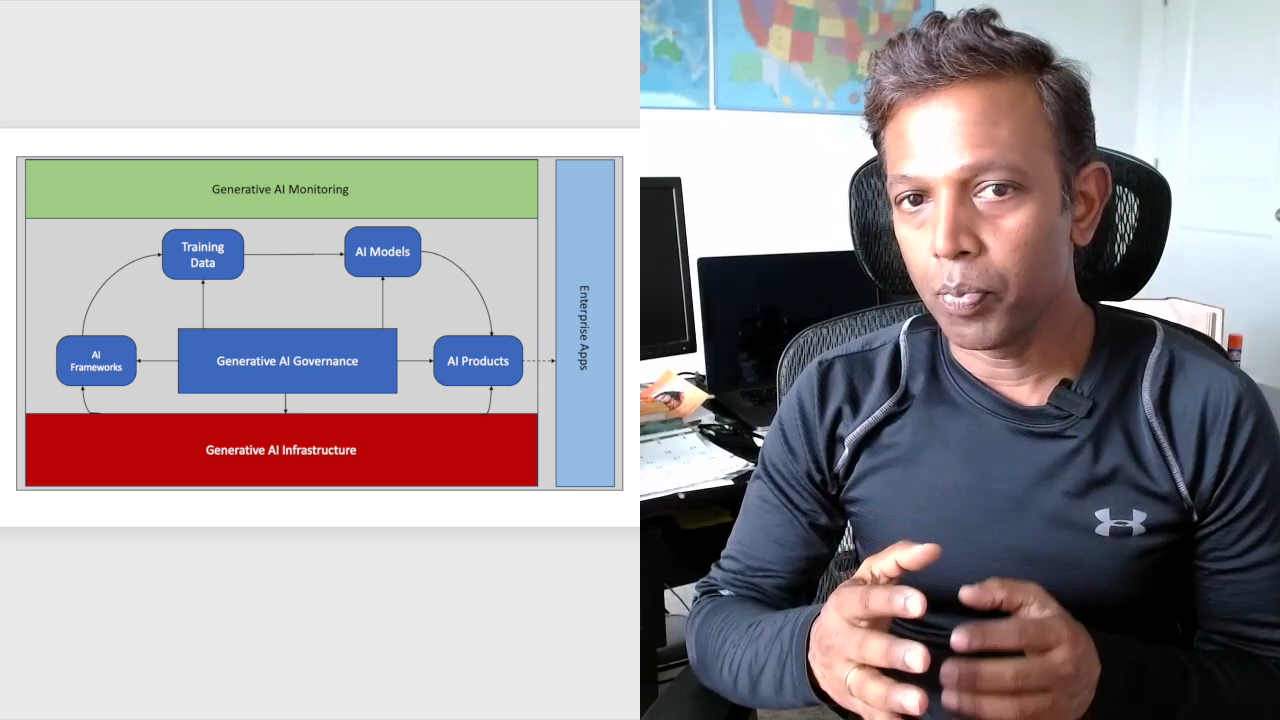 Generative AI Monitoring
Training
Data
AI Models
AI
Frameworks
Generative AI Governance
AI Products
Enterprise Apps
Generative AI Infrastructure